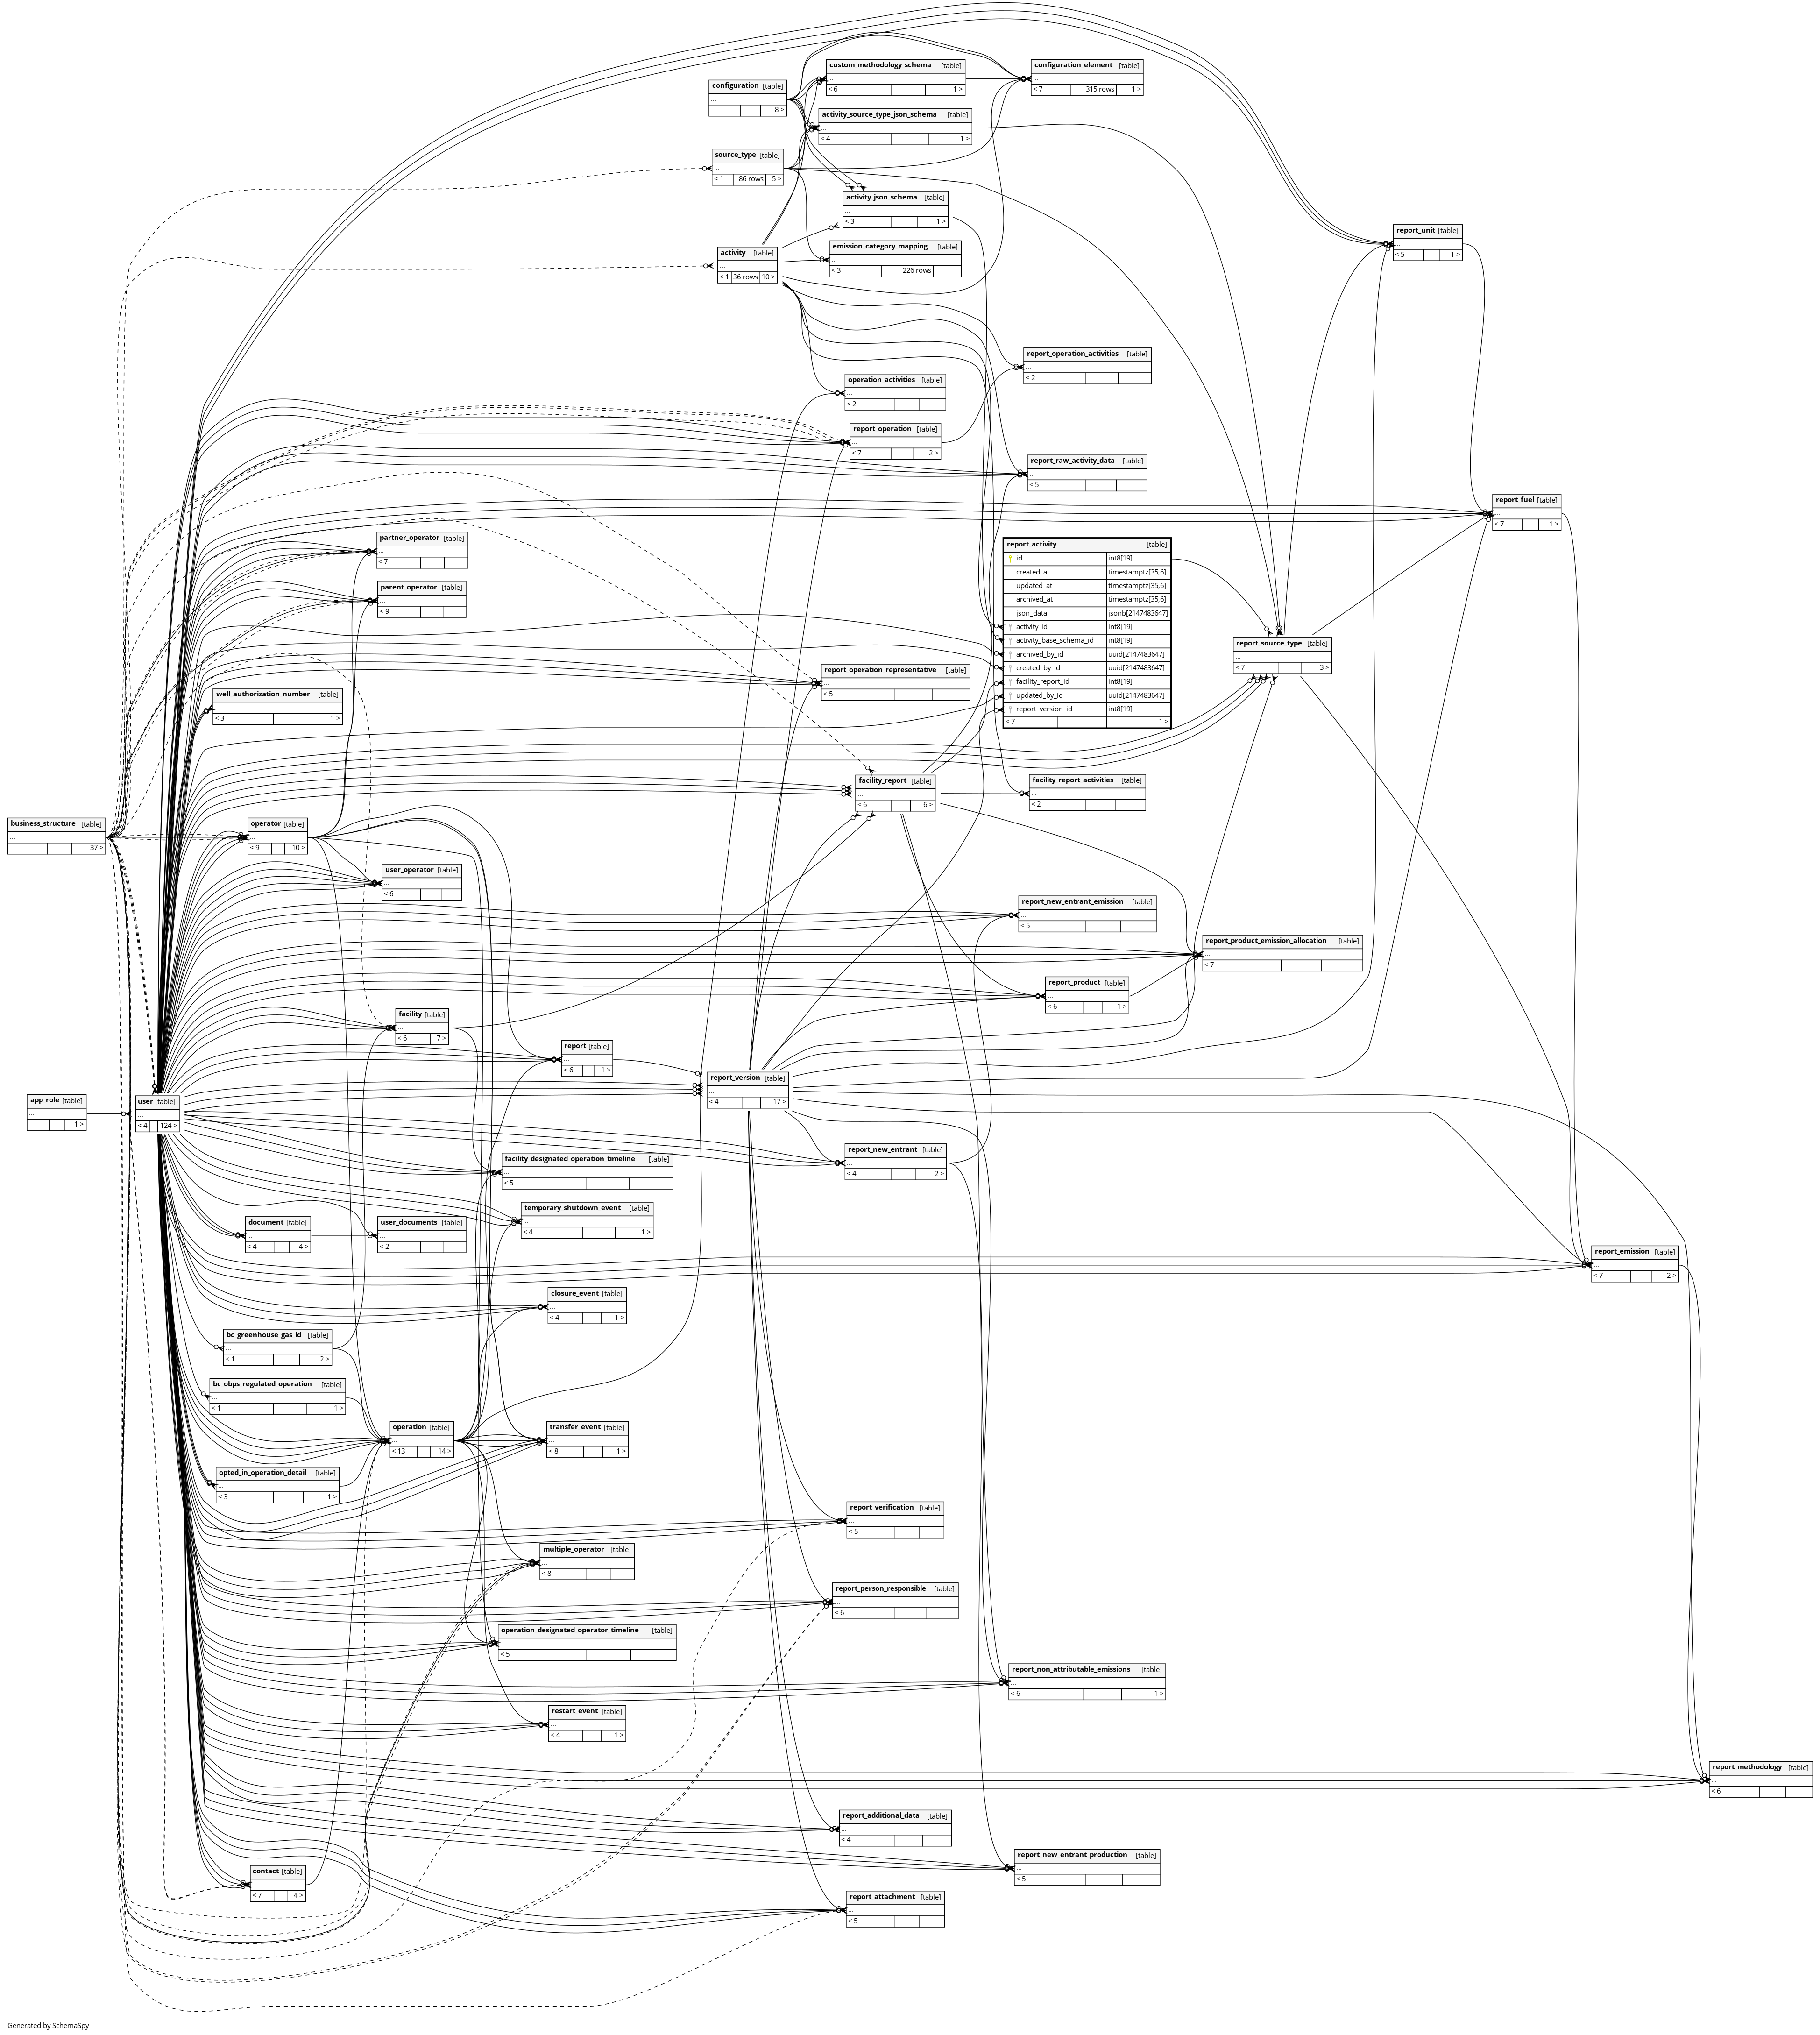 custom_methodology_schema [table]
...
< 6 1 >
configuration_element [table]
...
< 7 315 rows 1 >
configuration [table]
...
8 >
activity_source_type_json_schema [table]
...
< 4 1 >
source_type [table]
...
< 1 86 rows 5 >
activity_json_schema [table]
...
< 3 1 >
report_unit [table]
...
< 5 1 >
emission_category_mapping [table]
...
< 3 226 rows
activity [table]
...
< 1 36 rows 10 >
report_operation_activities [table]
...
< 2
operation_activities [table]
...
< 2
report_operation [table]
...
< 7 2 >
report_raw_activity_data [table]
...
< 5
report_fuel [table]
...
< 7 1 >
partner_operator [table]
...
< 7
parent_operator [table]
...
< 9
report_activity [table]
id int8[19]
created_at timestamptz[35,6]
updated_at timestamptz[35,6]
archived_at timestamptz[35,6]
json_data jsonb[2147483647]
activity_id int8[19]
activity_base_schema_id int8[19]
archived_by_id uuid[2147483647]
created_by_id uuid[2147483647]
facility_report_id int8[19]
updated_by_id uuid[2147483647]
report_version_id int8[19]
< 7 1 >
report_source_type [table]
...
< 7 3 >
report_operation_representative [table]
...
< 5
well_authorization_number [table]
...
< 3 1 >
facility_report [table]
...
< 6 6 >
facility_report_activities [table]
...
< 2
business_structure [table]
...
37 >
operator [table]
...
< 9 10 >
user_operator [table]
...
< 6
report_new_entrant_emission [table]
...
< 5
report_product_emission_allocation [table]
...
< 7
report_product [table]
...
< 6 1 >
facility [table]
...
< 6 7 >
report [table]
...
< 6 1 >
report_version [table]
...
< 4 17 >
app_role [table]
...
1 >
user [table]
...
< 4 124 >
report_new_entrant [table]
...
< 4 2 >
facility_designated_operation_timeline [table]
...
< 5
temporary_shutdown_event [table]
...
< 4 1 >
document [table]
...
< 4 4 >
user_documents [table]
...
< 2
report_emission [table]
...
< 7 2 >
closure_event [table]
...
< 4 1 >
bc_greenhouse_gas_id [table]
...
< 1 2 >
bc_obps_regulated_operation [table]
...
< 1 1 >
operation [table]
...
< 13 14 >
transfer_event [table]
...
< 8 1 >
opted_in_operation_detail [table]
...
< 3 1 >
report_verification [table]
...
< 5
multiple_operator [table]
...
< 8
report_person_responsible [table]
...
< 6
operation_designated_operator_timeline [table]
...
< 5
report_non_attributable_emissions [table]
...
< 6 1 >
restart_event [table]
...
< 4 1 >
report_methodology [table]
...
< 6
report_additional_data [table]
...
< 4
report_new_entrant_production [table]
...
< 5
contact [table]
...
< 7 4 >
report_attachment [table]
...
< 5
Generated by SchemaSpy